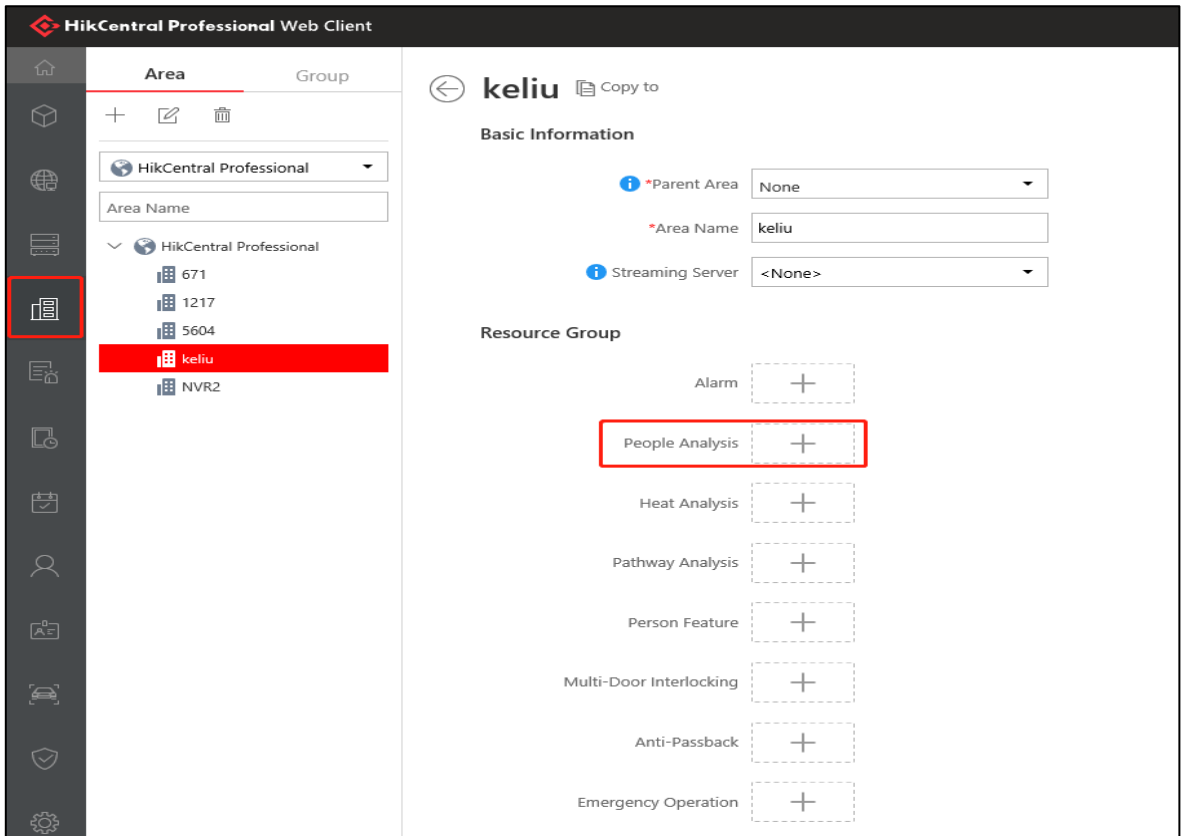 HikCentral Professional Web Client
Area
Group
HikCentral Professional
Area Name
HikCentral Professional
671
1217
5604
keliu
NVR2
keliu
Copy to
Basic Information
*Parent Area
None
*Area Name
keliu
Streaming Server
<None>
Resource Group
Alarm
People Analysis
Heat Analysis
Pathway Analysis
Person Feature
Multi-Door Interlocking
Anti-Passback
Emergency Operation